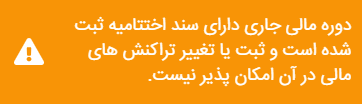 دوره مالی جاری دارای سند اختتامیه ثبت
شده است و ثبت یا تغییر تراکنش های
مالی در آن امکان پذیر نیست.